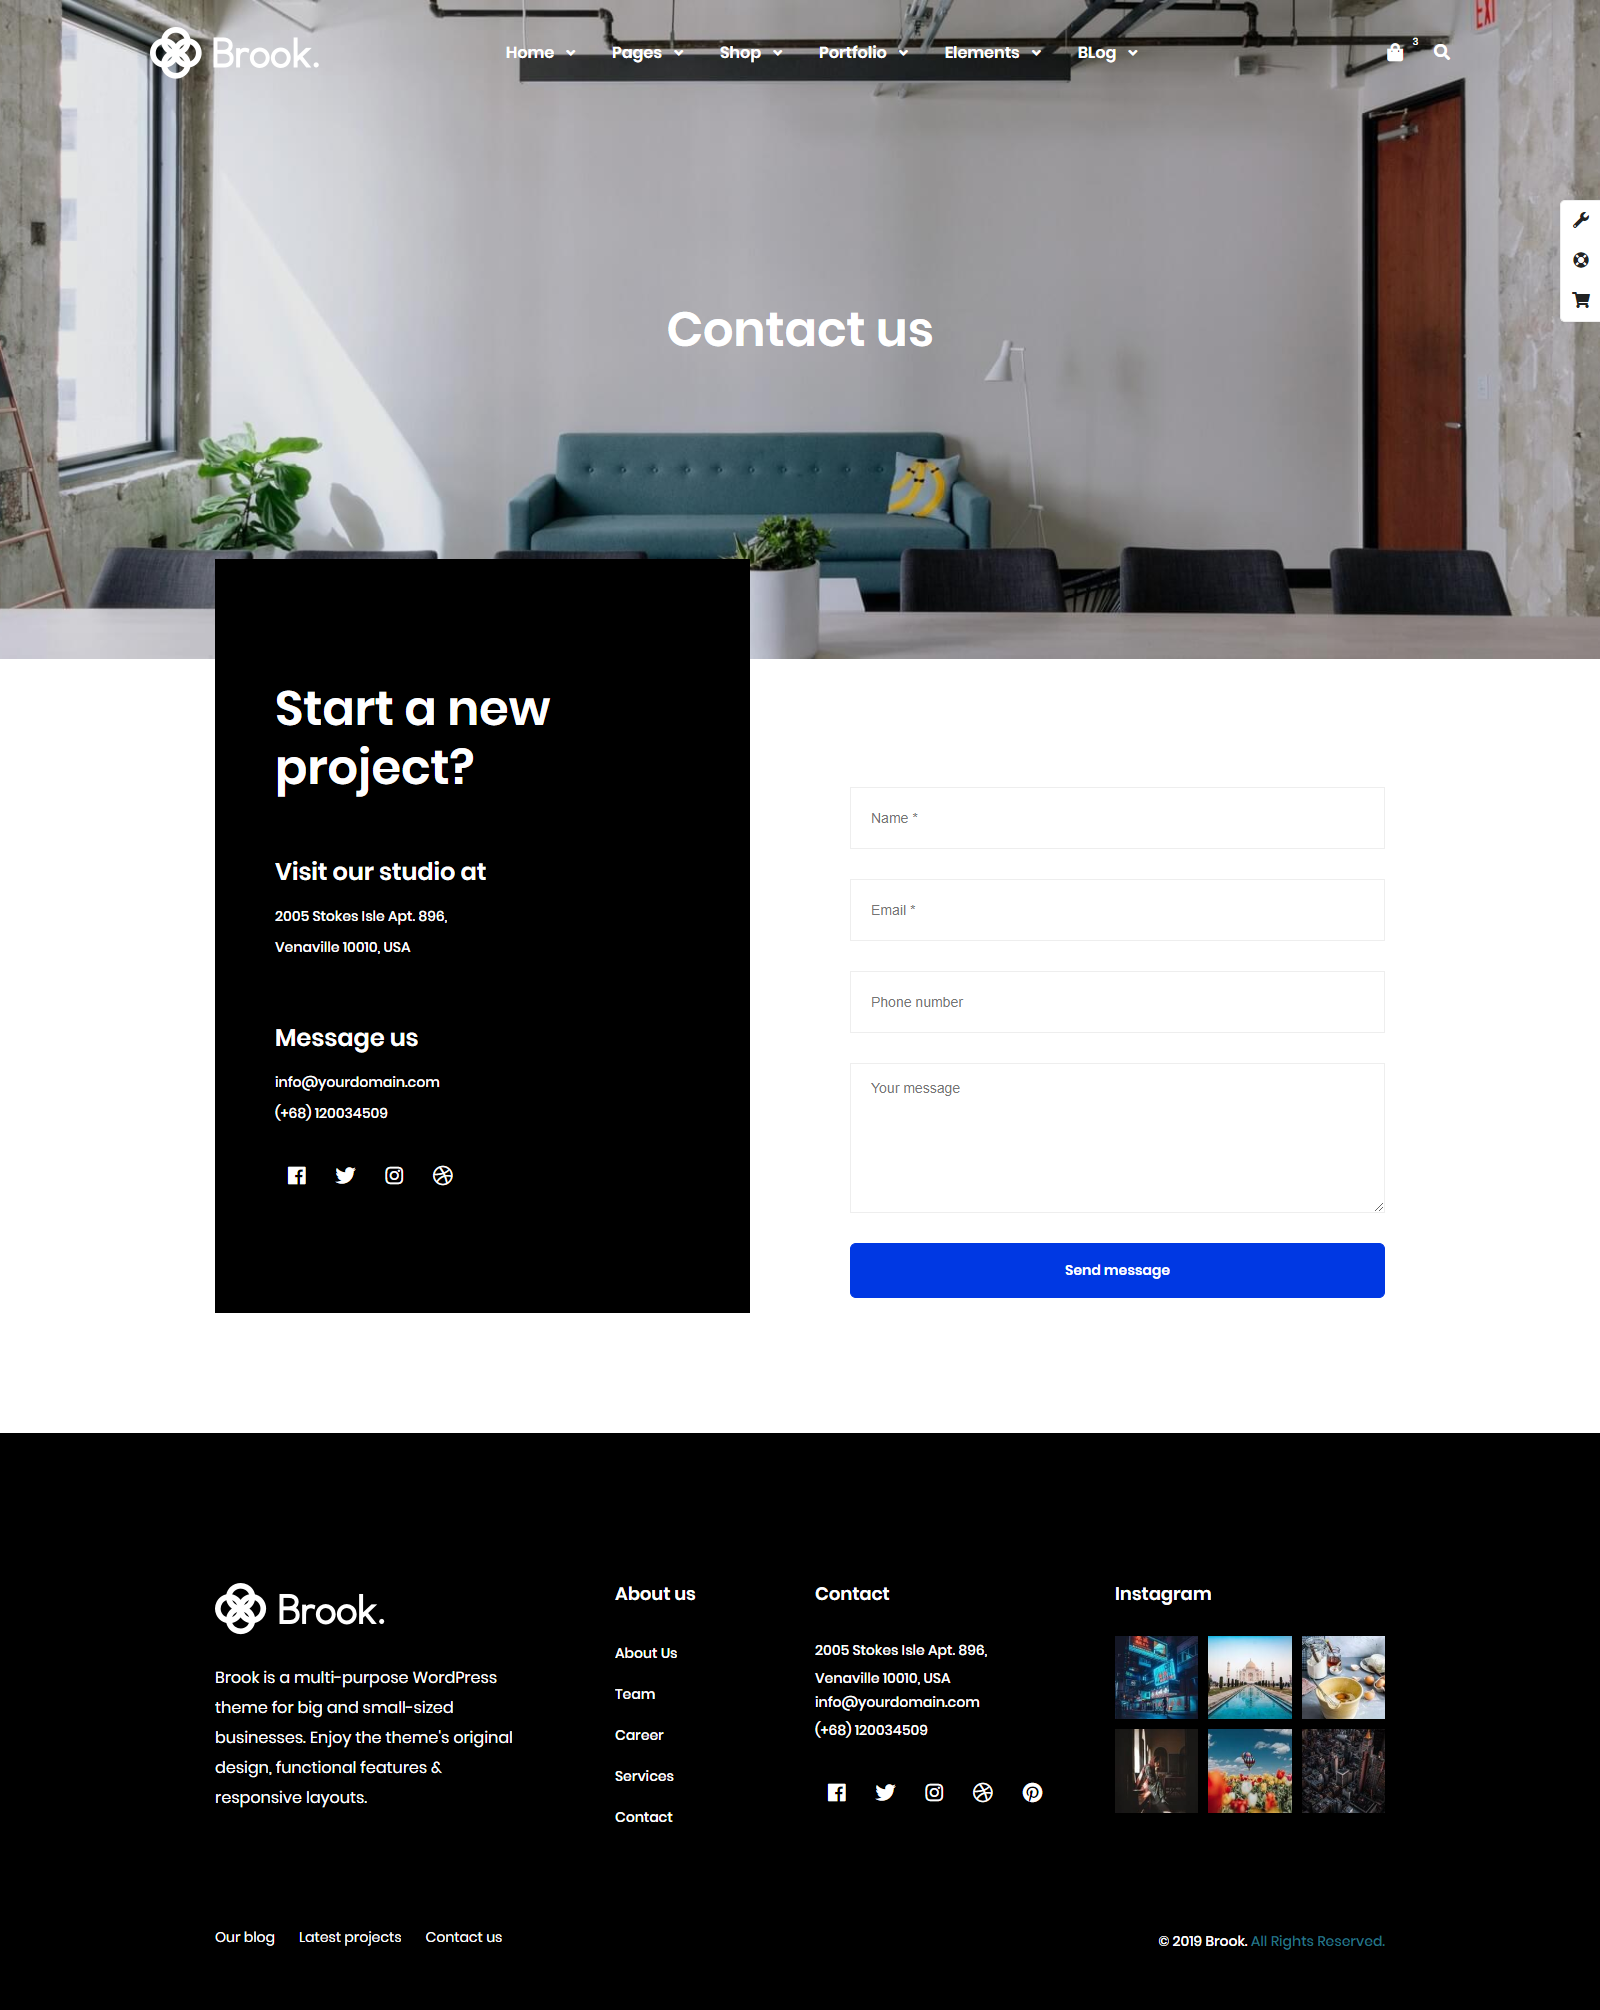 Brook.
Home Pages Shop Portfolio Elements BLog
3
EXI
Contact us
Start a new
project?
Visit our studio at
2005 Stokes Isle Apt. 896,
Venaville 10010, USA
Message us
info@yourdomain.com
(+68) 120034509
Name *
Email *
Phone number
Your message
Send message
Brook.
Brook is a multi-purpose WordPress
theme for big and small-sized
businesses. Enjoy the theme's original
design, functional features &
responsive layouts.
About us
About Us
Team
Career
Services
Contact
Contact
2005 Stokes Isle Apt. 896,
Venaville 10010, USA
info@yourdomain.com
(+68) 120034509
Instagram
Our blog Latest projects Contact us
© 2019 Brook. All Rights Reserved.